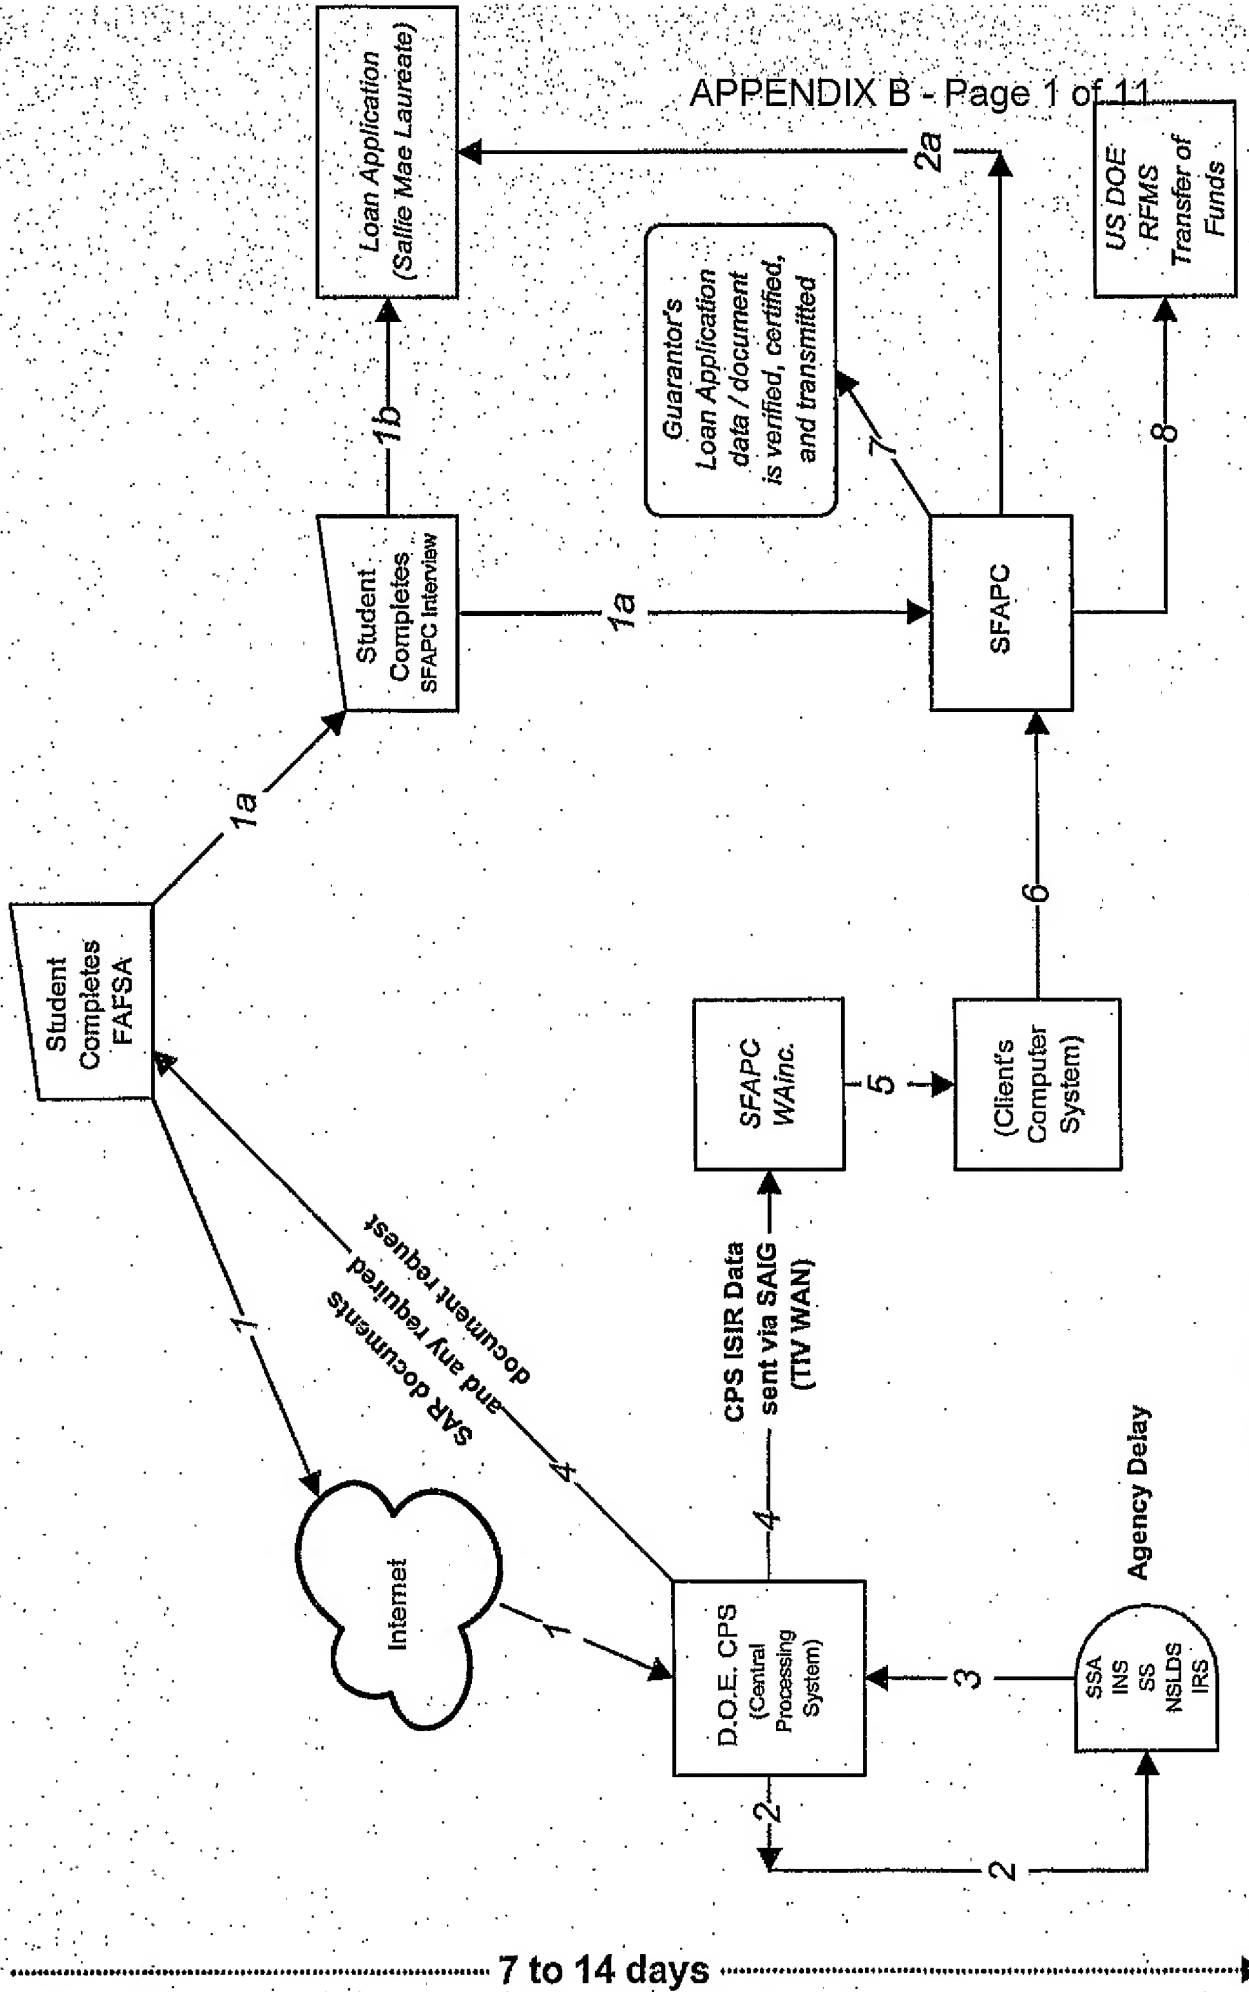 APPENDIX B - Page 1 of 11
Student
Completes
FAFSA
1
Internet
1
D.O.E. CPS
(Central
Processing
System)
2
2
SSA
INS
SS
NSLDS
IRS
Agency Delay
3
4
SAR documents
and any required
document request
4
CPS ISIR Data
sent via SAIG
(TIV WAN)
SFAPC
WAinc.
5
(Client's
Computer
System)
6
1a
Student
Completes
SFAPC Interview
1b
Loan Application
(Sallie Mae Laureate)
1a
SFAPC
2a
7
Guarantor's
Loan Application
data / document
is verified, certified,
and transmitted
8
US DOE
RFMS
Transfer of
Funds
7 to 14 days